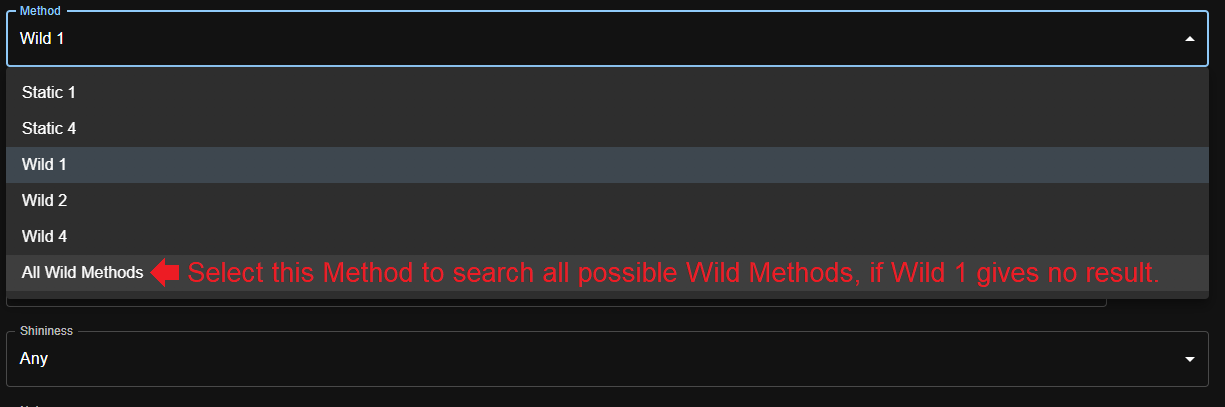 Method
Wild 1
Static 1
Static 4
Wild 1
Wild 2
Wild 4
All Wild Methods Select this Method to search all possible Wild Methods, if Wild 1 gives no result.
Shininess
Any